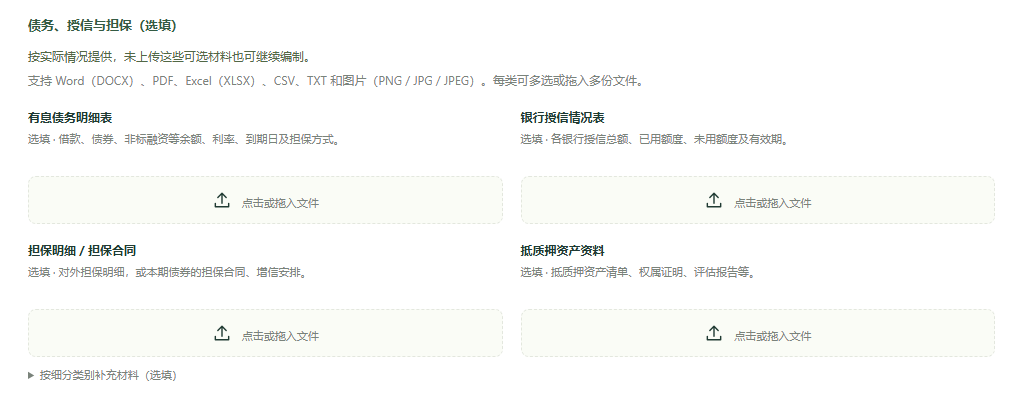 债务、授信与担保（选填）
按实际情况提供，未上传这些可选材料也可继续编制。
支持 Word（DOCX）、PDF、Excel（XLSX）、CSV、TXT 和图片（PNG / JPG / JPEG）。每类可多选或拖入多份文件。
有息债务明细表
选填 · 借款、债券、非标融资等余额、利率、到期日及担保方式。
点击或拖入文件
银行授信情况表
选填 · 各银行授信总额、已用额度、未用额度及有效期。
点击或拖入文件
担保明细 / 担保合同
选填 · 对外担保明细，或本期债券的担保合同、增信安排。
点击或拖入文件
抵质押资产资料
选填 · 抵质押资产清单、权属证明、评估报告等。
点击或拖入文件
按细分类别补充材料（选填）